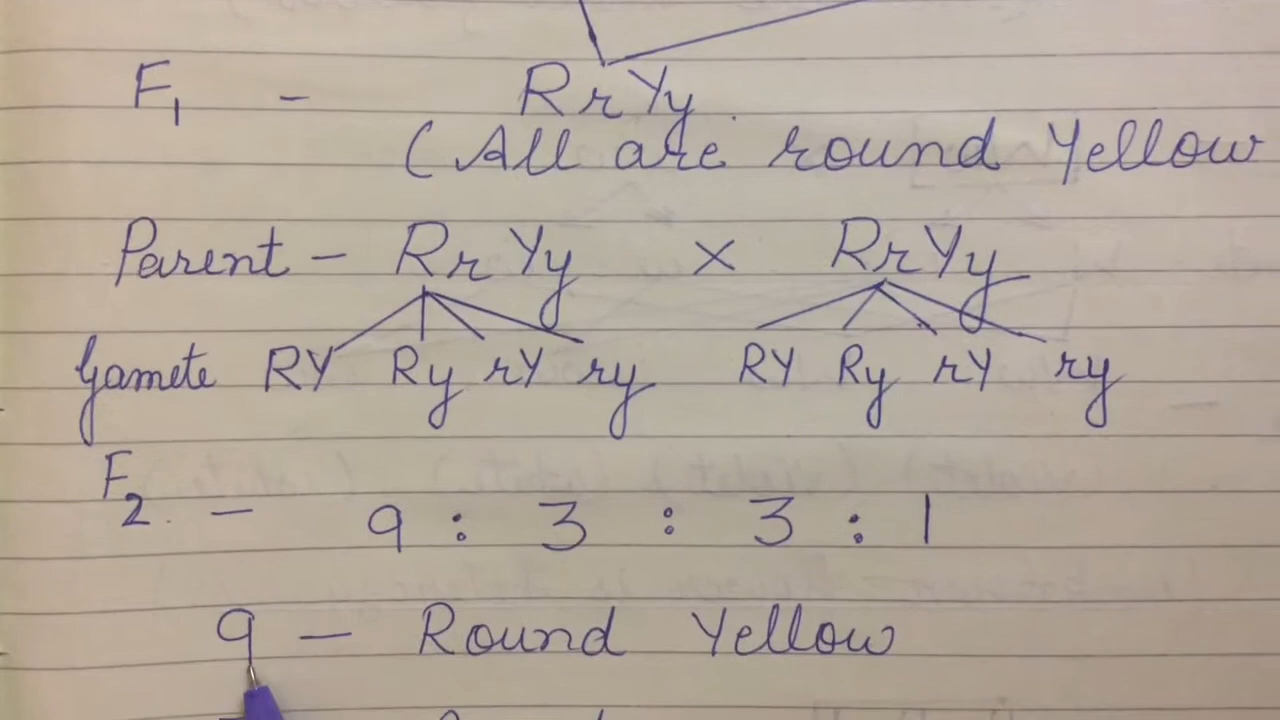 F1 - RrYy
(All are round Yellow
Parent - RrYy × RrYy
Gamete RY Ry rY ry RY Ry rY ry
F2 - 9 : 3 : 3 : 1
9 - Round Yellow